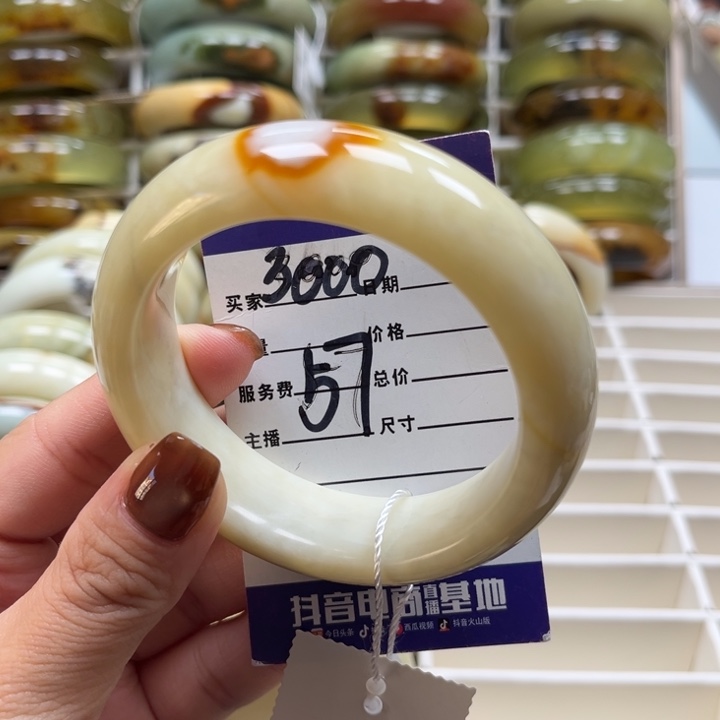 3000
买家 日期
量 价格
57
服务费 总价
主播 尺寸
抖音电商直播基地
今日头条 西瓜视频 抖音火山版